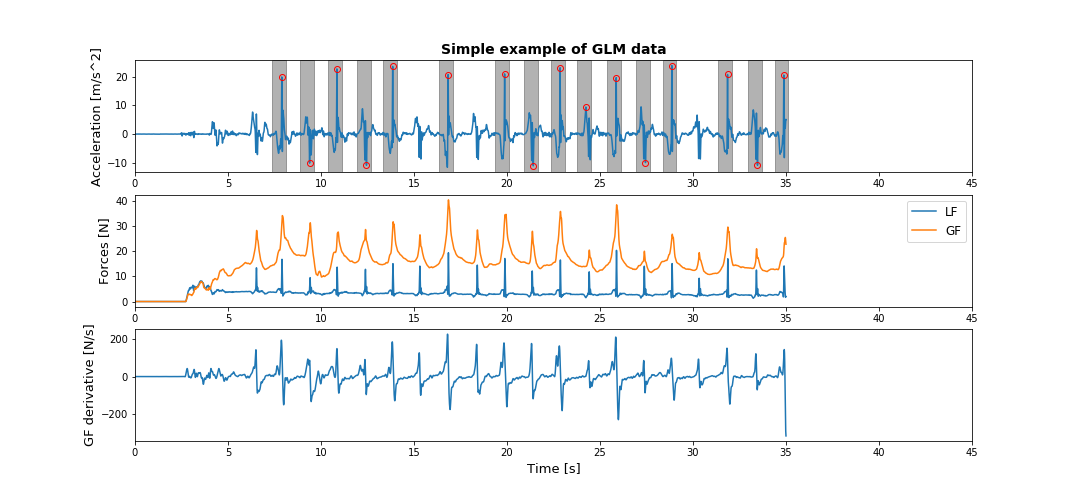 Simple example of GLM data
Acceleration [m/s^2]
20
10
0
−10
0 5 10 15 20 25 30 35 40 45
Forces [N]
40
30
20
10
0
LF
GF
0 5 10 15 20 25 30 35 40 45
GF derivative [N/s]
200
0
−200
0 5 10 15 20 25 30 35 40 45
Time [s]